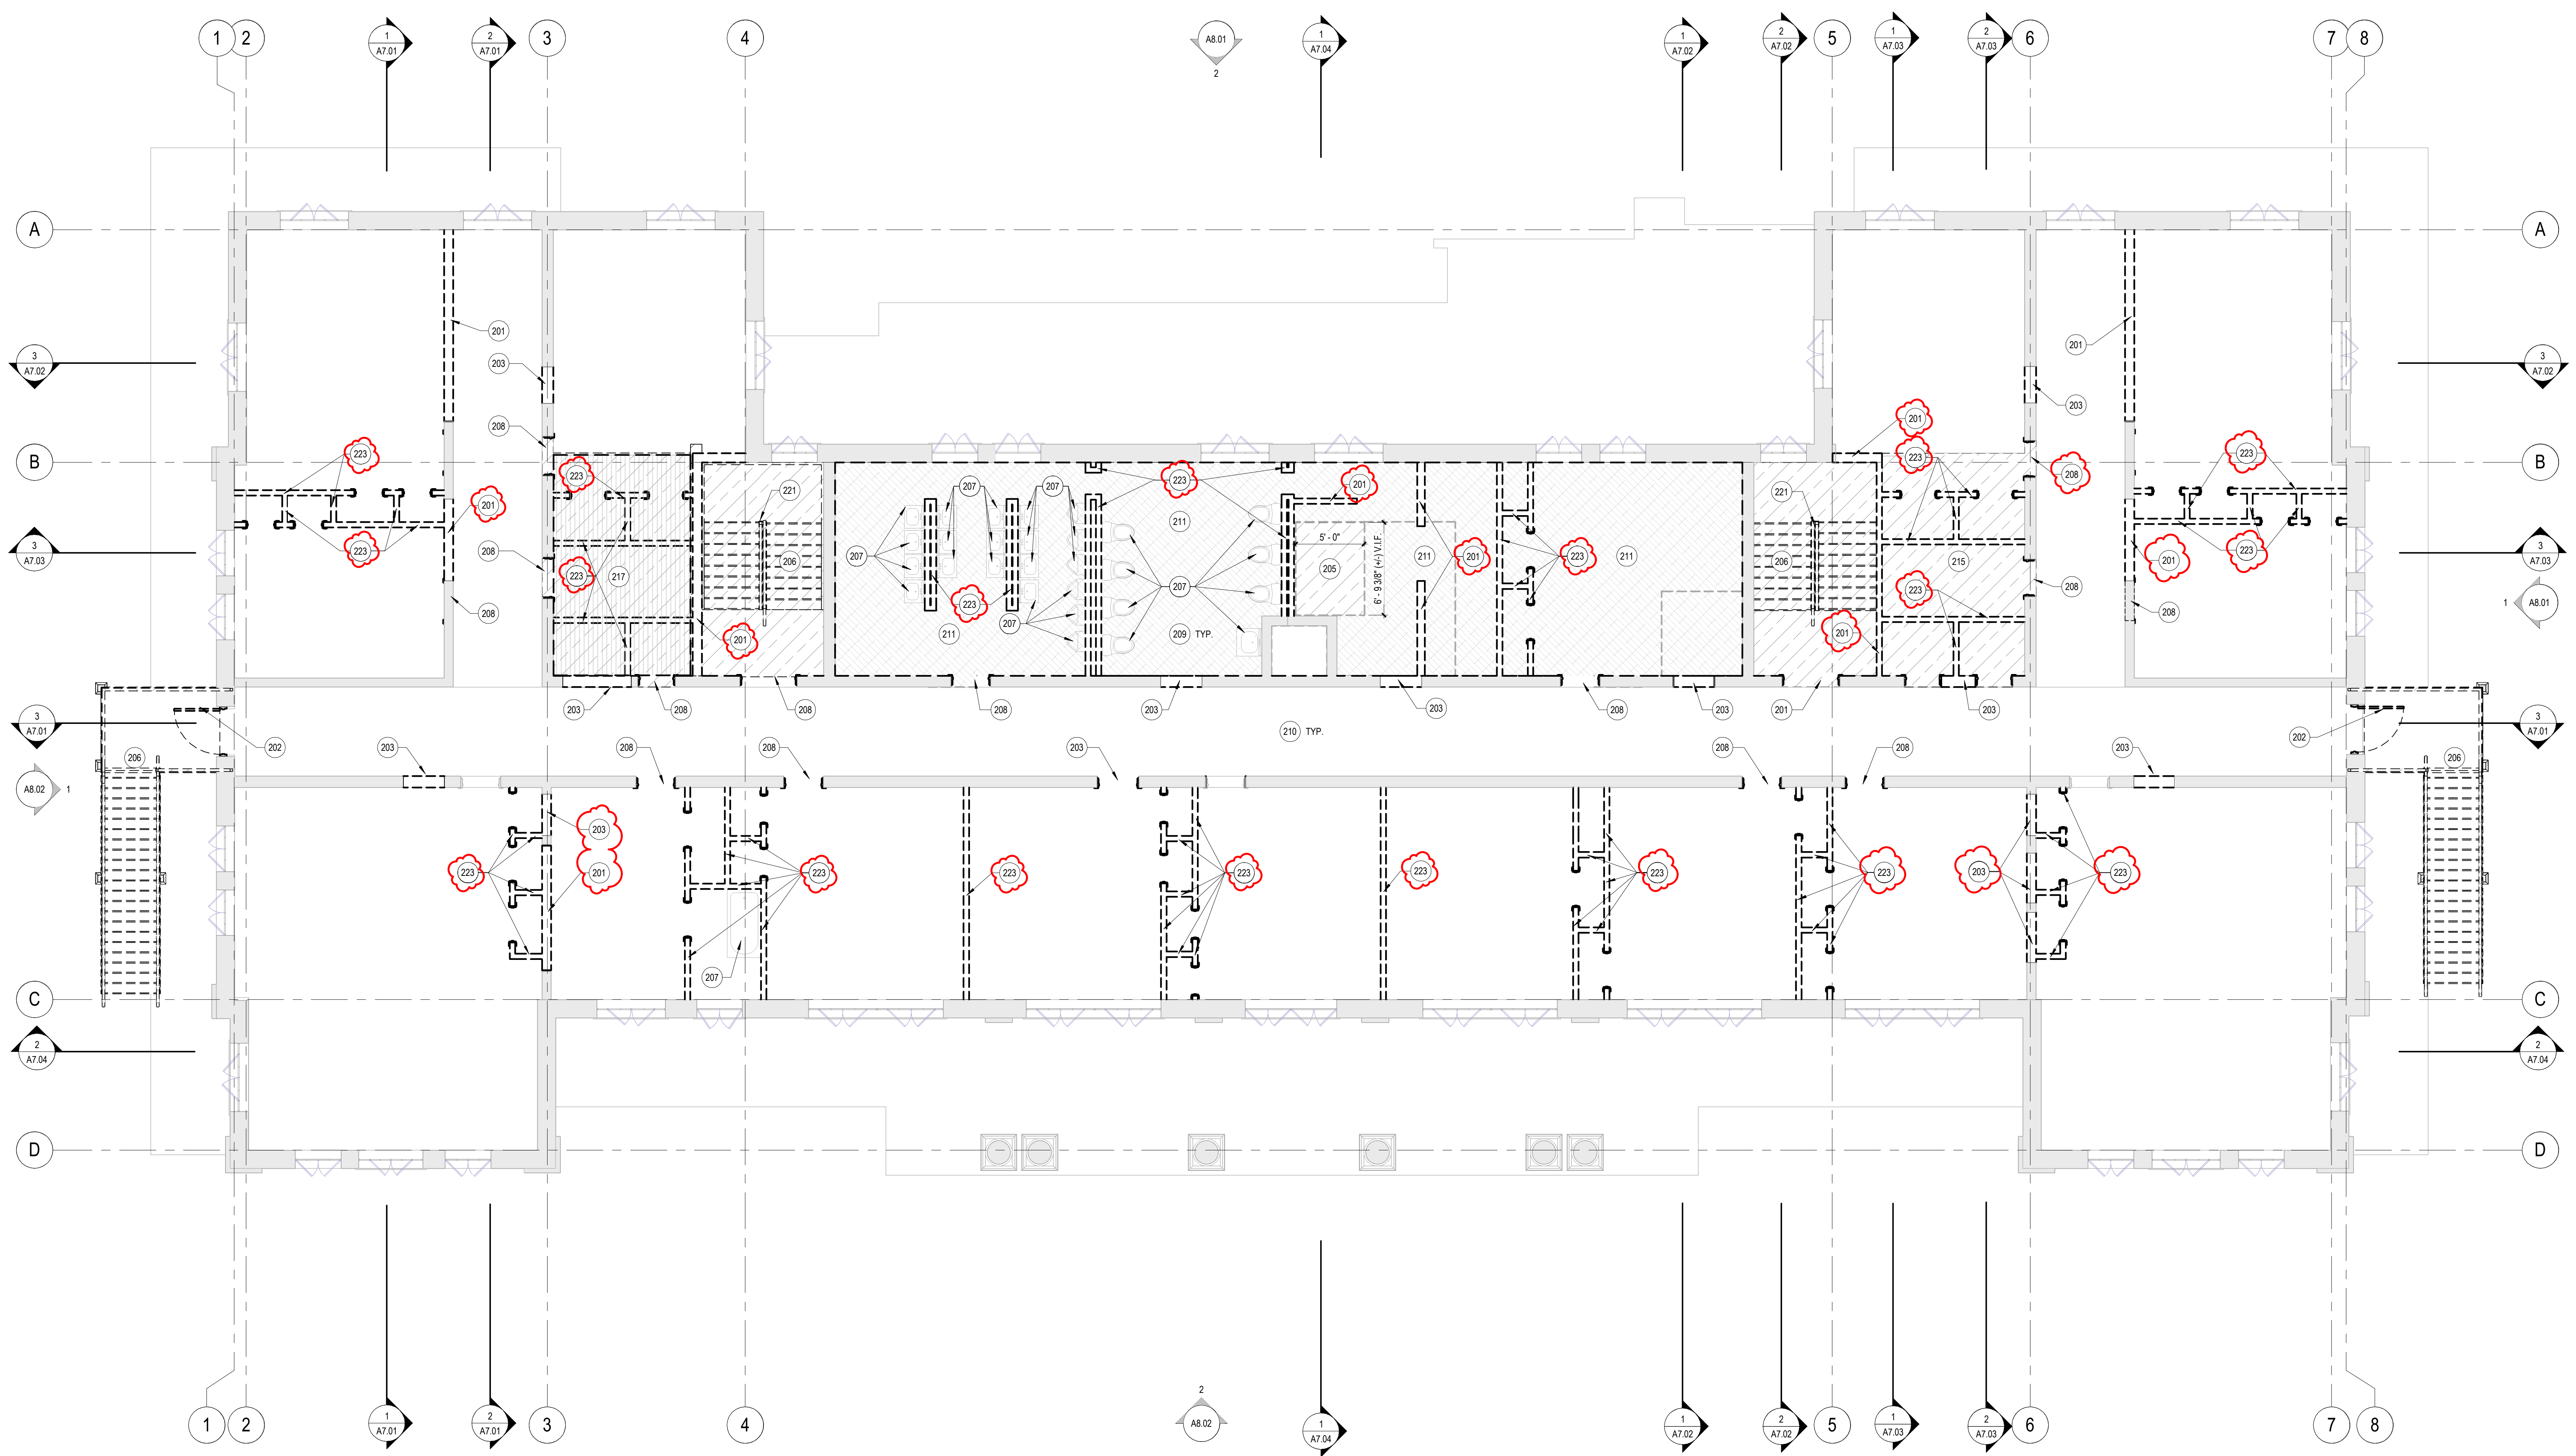 1 2 1 A7.01 2 A7.01 3 4 A8.01 2 1 A7.04 1 A7.02 2 A7.02 5 1 A7.03 2 A7.03 6 7 8
A A
201
203 201
3 A7.02 3 A7.02
203
201
208
223 223 223
B 208 B
223 223 208
201 221 207 207 223 201 221
211
3 A7.03 208 223 5' - 0" 3 A7.03
223 217 206 207 205 6' - 9 3/8" (+/-) V.I.F. 211 201 223 211 206 215 201 223
207 223 208 223 1 A8.01
208 207 208
201 211 209 TYP. 201
203 208 208 208 203 203 208 203 201 203
3 A7.01 210 TYP. 3 A7.01
202 202
206 203 208 208 203 208 208 203 206
A8.02 1
203
223 201 223 223 223 223 223 223 203 223
207
C C
2 A7.04 2 A7.04
D D
2
1 2 1 A7.01 2 A7.01 3 4 A8.02 1 A7.04 1 A7.02 2 A7.02 5 1 A7.03 2 A7.03 6 7 8